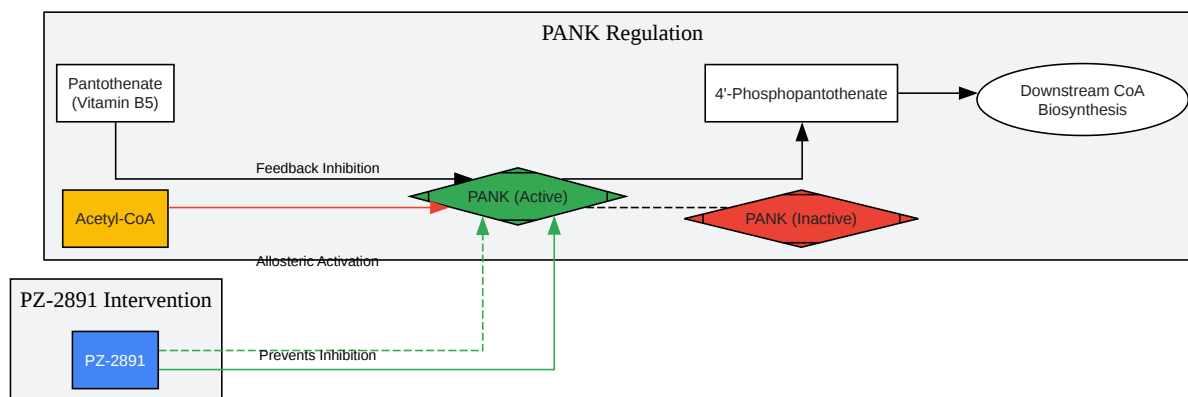 PANK Regulation
Pantothenate
(Vitamin B5)
4'-Phosphopantothenate
Downstream CoA
Biosynthesis
Feedback Inhibition
PANK (Active)
Acetyl-CoA
PANK (Inactive)
Allosteric Activation
PZ-2891 Intervention
PZ-2891
Prevents Inhibition